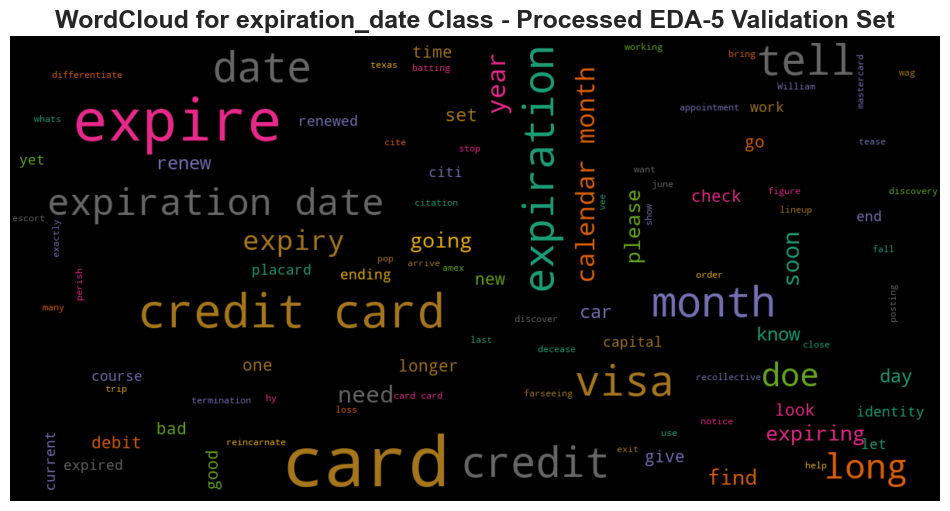 WordCloud for expiration_date Class - Processed EDA-5 Validation Set
working
time
date
tell
bring
texas
batting
differentiate
wag
year
William
mastercard
expire
expiration
calendar month
set
renewed
whats
appointment
work
cite
stop
go
tease
yet
renew
citi
want
june
check
figure
discovery
expiration date
citation
vee
please
show
lineup
end
escort
exactly
expiry
going
soon
fall
pop
arrive
amex
placard
ending
new
order
perish
many
credit card
discover
car
month
posting
last
decease
capital
know
close
one
longer
course
trip
visa
recollective
doe
day
termination
hy
need
card card
farseeing
loss
look
identity
notice
bad
debit
reincarnate
use
expiring
let
current
expired
good
card
credit
exit
give
find
help
long